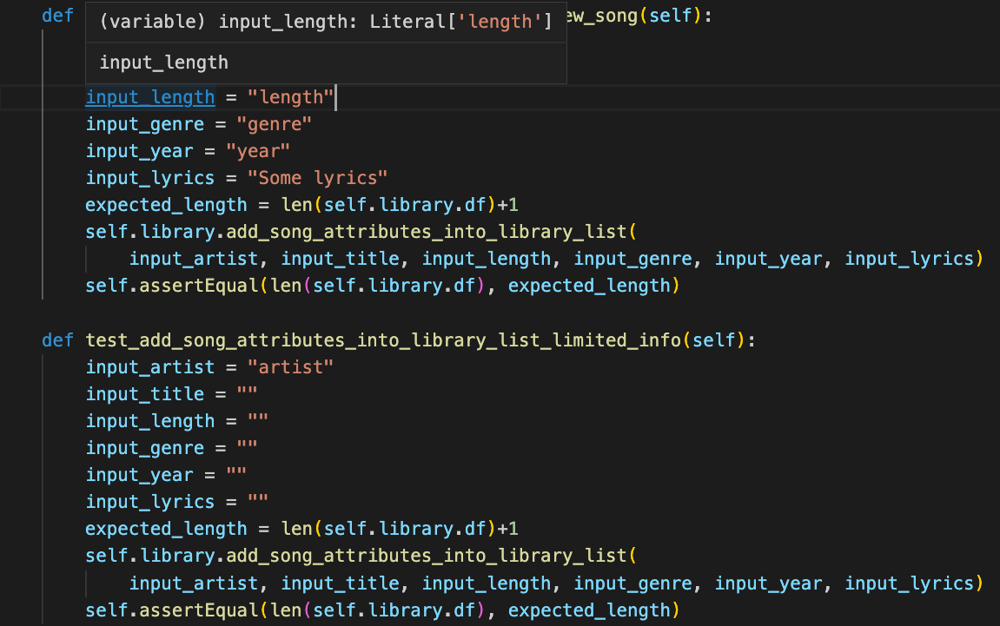 def ew_song(self):
(variable) input_length: Literal['length']
input_length
input_length = "length"
input_genre = "genre"
input_year = "year"
input_lyrics = "Some lyrics"
expected_length = len(self.library.df)+1
self.library.add_song_attributes_into_library_list(
input_artist, input_title, input_length, input_genre, input_year, input_lyrics)
self.assertEqual(len(self.library.df), expected_length)
def test_add_song_attributes_into_library_list_limited_info(self):
input_artist = "artist"
input_title = ""
input_length = ""
input_genre = ""
input_year = ""
input_lyrics = ""
expected_length = len(self.library.df)+1
self.library.add_song_attributes_into_library_list(
input_artist, input_title, input_length, input_genre, input_year, input_lyrics)
self.assertEqual(len(self.library.df), expected_length)